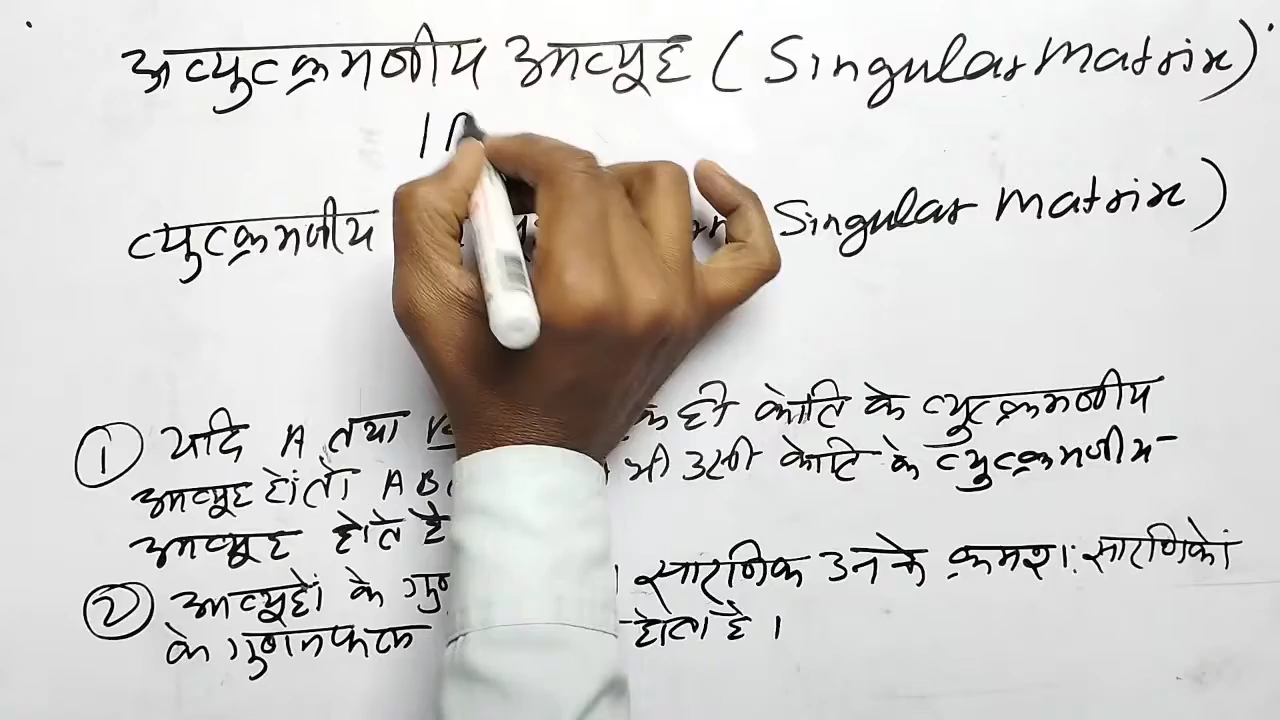 अव्युत्क्रमणीय आव्यूह (Singular Matrix)
|A
व्युत्क्रमणीय Singular Matrix)
① यदि A तथा ही कोटि के व्युत्क्रमणीय
आव्यूह हों तो AB भी उसी कोटि के व्युत्क्रमणीय
आव्यूह होते है
② आव्यूहों के सारणिक उनके क्रमशः सारणिकों
के गुणनफल होता है ।